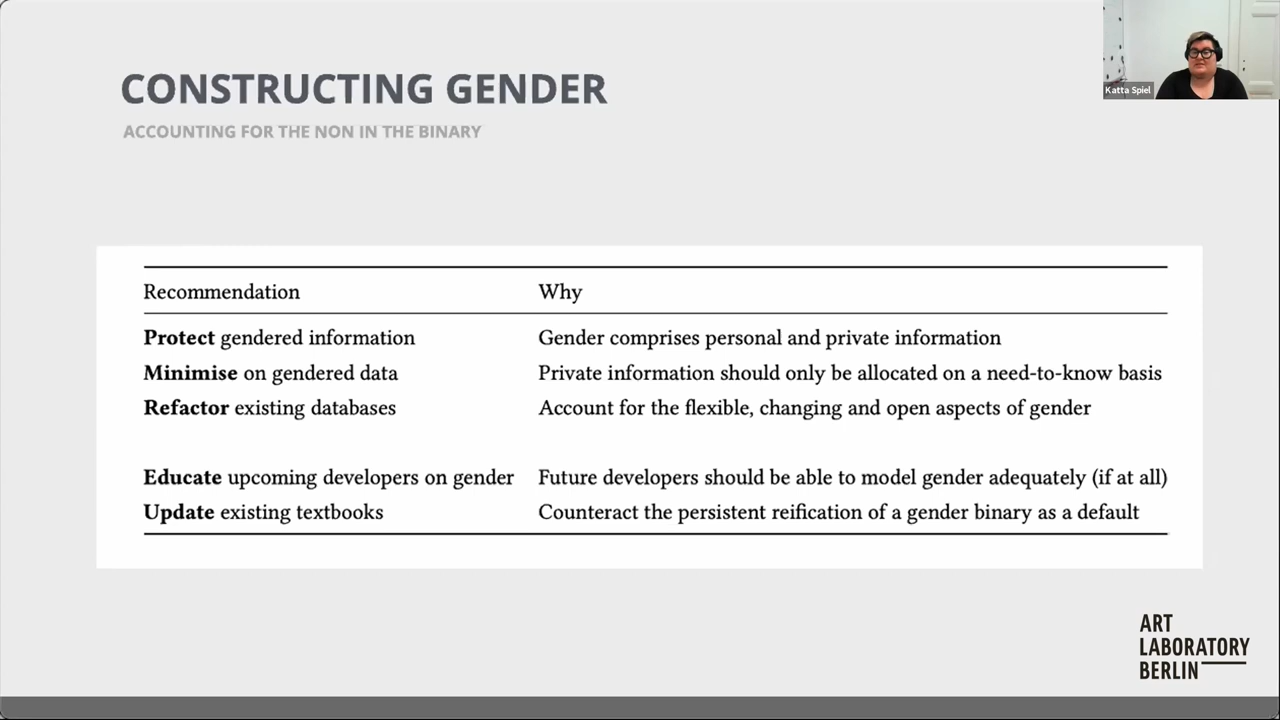 CONSTRUCTING GENDER
ACCOUNTING FOR THE NON IN THE BINARY
Katta Spiel
Recommendation Why
Protect gendered information Gender comprises personal and private information
Minimise on gendered data Private information should only be allocated on a need-to-know basis
Refactor existing databases Account for the flexible, changing and open aspects of gender
Educate upcoming developers on gender Future developers should be able to model gender adequately (if at all)
Update existing textbooks Counteract the persistent reification of a gender binary as a default
ART
LABORATORY
BERLIN